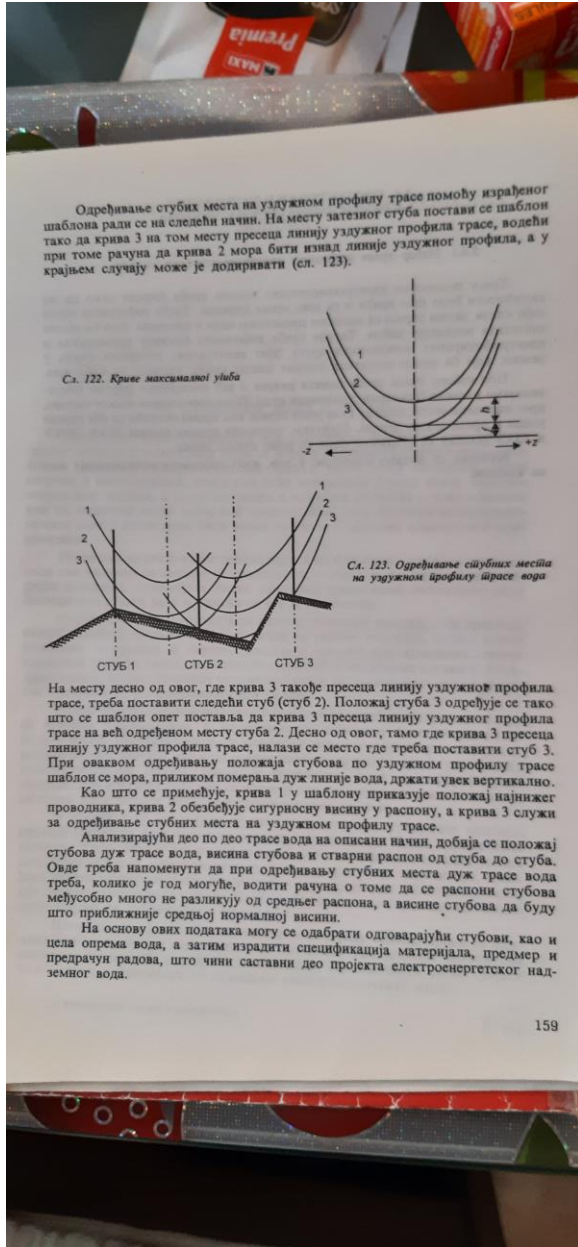 Premia
MAXI
Одређивање стубих места на уздужном профилу трасе помоћу израђеног
шаблона ради се на следећи начин. На месту затезног стуба постави се шаблон
тако да крива 3 на том месту пресеца линију уздужног профила трасе, водећи
при томе рачуна да крива 2 мора бити изнад линије уздужног профила, а у
крајњем случају може је додиривати (сл. 123).
1
2
3
h
f
-z
+z
Сл. 122. Криве максималног угиба
1
2
3
1
2
3
СТУБ 1
СТУБ 2
СТУБ 3
Сл. 123. Одређивање стубних места
на уздужном профилу трасе вода
На месту десно од овог, где крива 3 такође пресеца линију уздужног профила
трасе, треба поставити следећи стуб (стуб 2). Положај стуба 3 одређује се тако
што се шаблон опет поставља да крива 3 пресеца линију уздужног профила
трасе на већ одређеном месту стуба 2. Десно од овог, тамо где крива 3 пресеца
линију уздужног профила трасе, налази се место где треба поставити стуб 3.
При оваквом одређивању положаја стубова по уздужном профилу трасе
шаблон се мора, приликом померања дуж линије вода, држати увек вертикално.
Као што се примећује, крива 1 у шаблону приказује положај најнижег
проводника, крива 2 обезбеђује сигурносну висину у распону, а крива 3 служи
за одређивање стубних места на уздужном профилу трасе.
Анализирајући део по део трасе вода на описани начин, добија се положај
стубова дуж трасе вода, висина стубова и стварни распон од стуба до стуба.
Овде треба напоменути да при одређивању стубних места дуж трасе вода
треба, колико је год могуће, водити рачуна о томе да се распони стубова
међусобно много не разликују од средњег распона, а висине стубова да буду
што приближније средњој нормалној висини.
На основу ових података могу се одабрати одговарајући стубови, као и
цела опрема вода, а затим израдити спецификација материјала, предмер и
предрачун радова, што чини саставни део пројекта електроенергетског над-
земног вода.
159